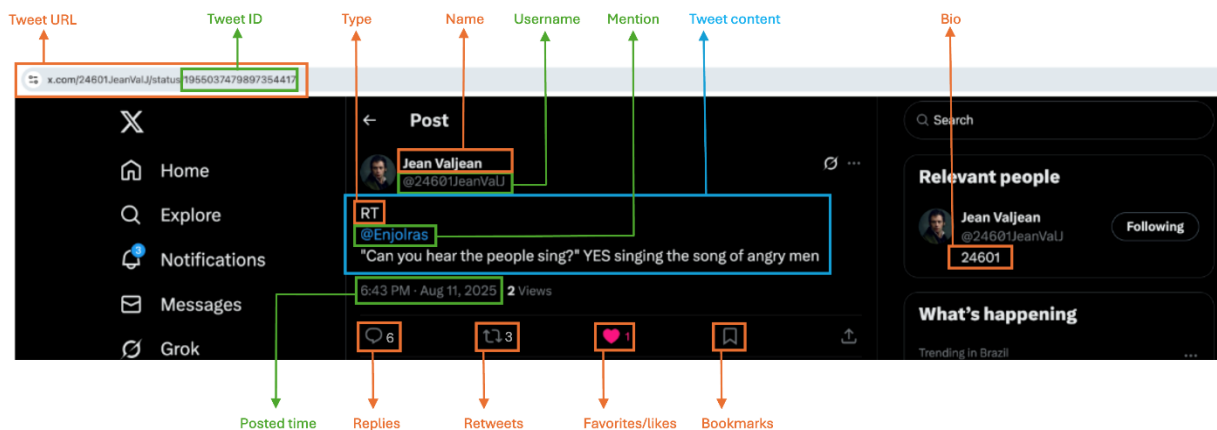 Tweet URL
Tweet ID
Type
Name
Username
Mention
Tweet content
Bio
x.com/24601JeanValJ/status/1955037479897354417
Post
Search
Home
Jean Valjean
@24601JeanValJ
Relevant people
Explore
RT
Jean Valjean
Following
@Enjolras
@24601JeanValJ
"Can you hear the people sing?" YES singing the song of angry men
24601
3
Notifications
6:43 PM · Aug 11, 2025 2 Views
Messages
What's happening
6
3
1
Grok
Trending in Brazil
Posted time
Replies
Retweets
Favorites/likes
Bookmarks